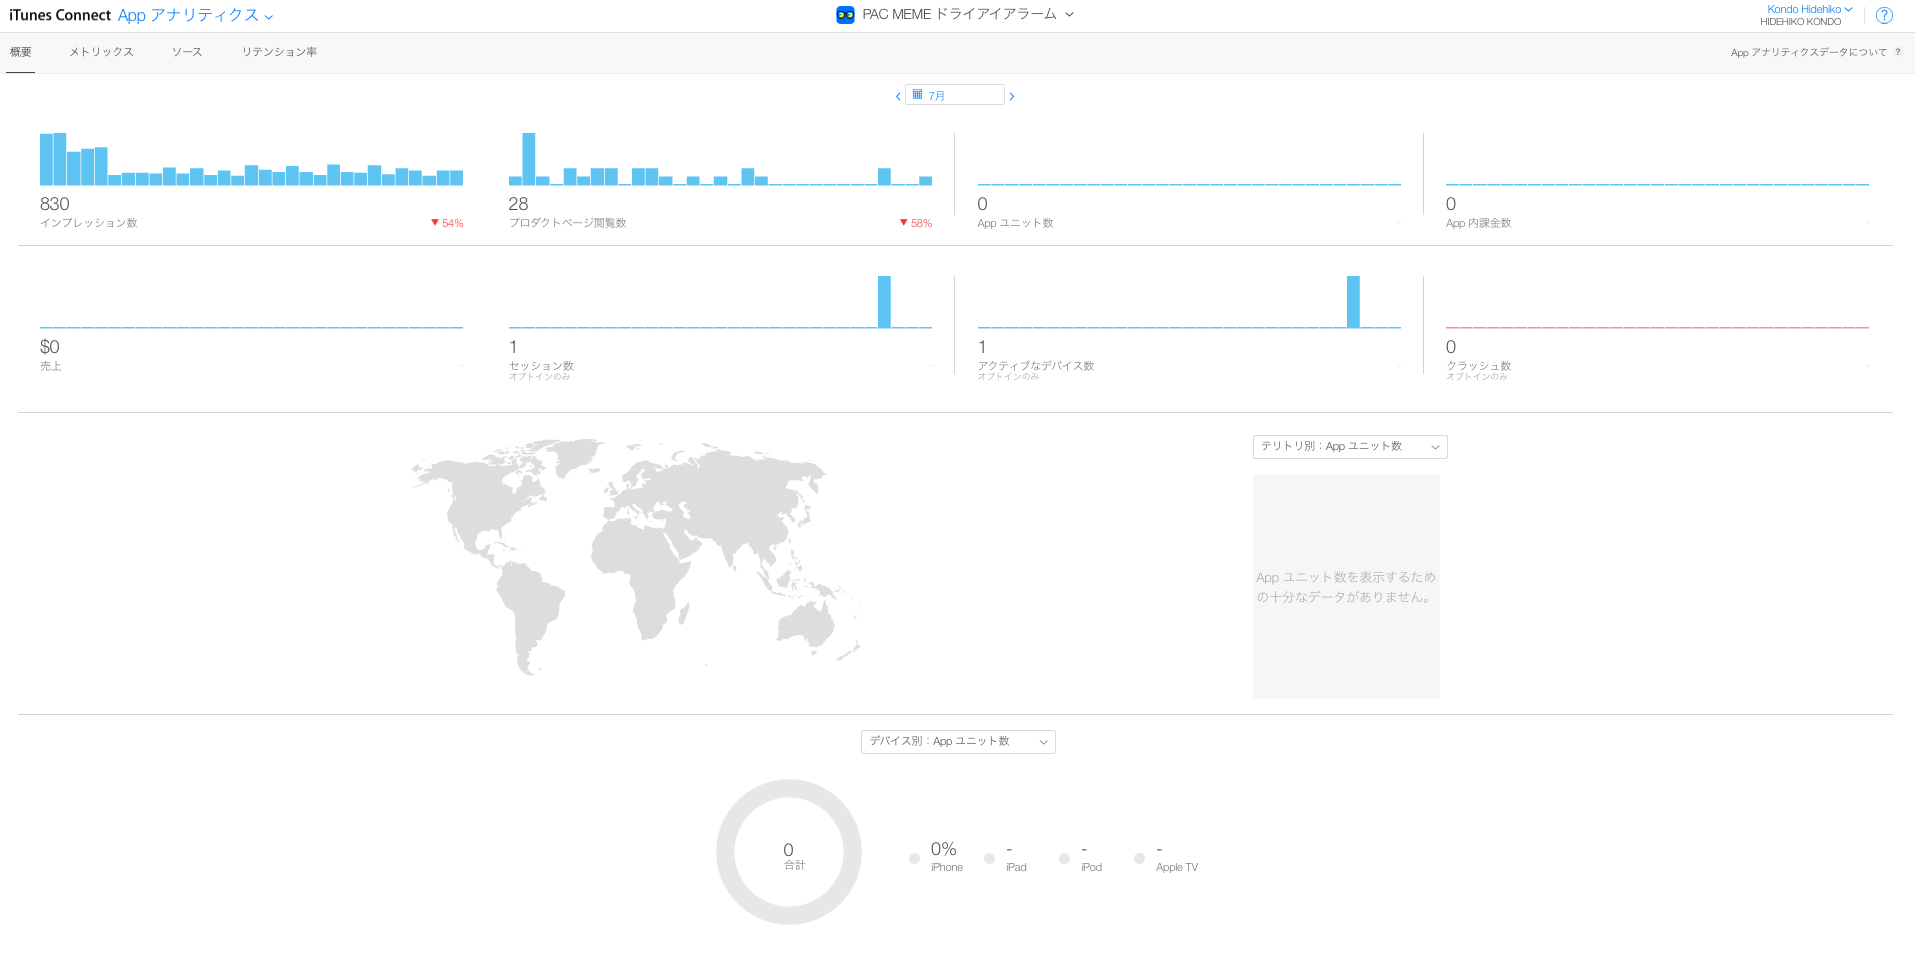 iTunes Connect App アナリティクス
PAC MEME ドライアイアラーム
Kondo Hidehiko
HIDEHIKO KONDO
?
概要 メトリックス ソース リテンション率
App アナリティクスデータについて ?
7月
830
インプレッション数
▼ 54%
28
プロダクトページ閲覧数
▼ 58%
0
App ユニット数
-
0
App 内課金数
-
$0
売上
-
1
セッション数
オプトインのみ
-
1
アクティブなデバイス数
オプトインのみ
-
0
クラッシュ数
オプトインのみ
-
テリトリ別：App ユニット数
App ユニット数を表示するため
の十分なデータがありません。
デバイス別：App ユニット数
0
合計
0%
iPhone
-
iPad
-
iPod
-
Apple TV